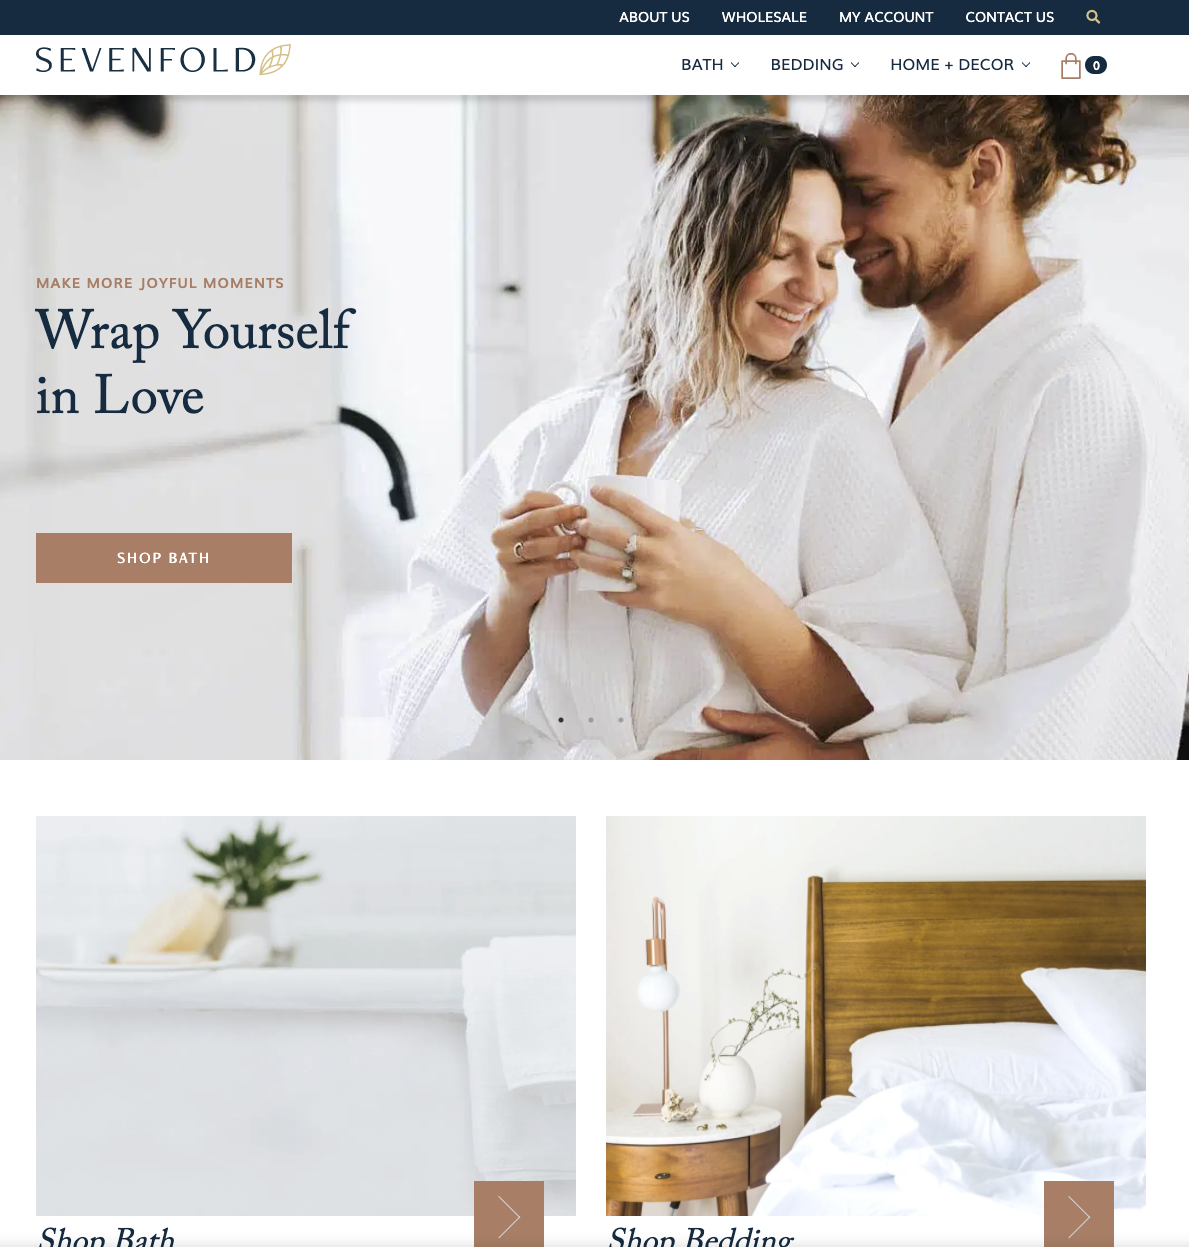 ABOUT US WHOLESALE MY ACCOUNT CONTACT US
SEVENFOLD
BATH BEDDING HOME + DECOR 0
MAKE MORE JOYFUL MOMENTS
Wrap Yourself
in Love
SHOP BATH
Shop Bath
Shop Bedding